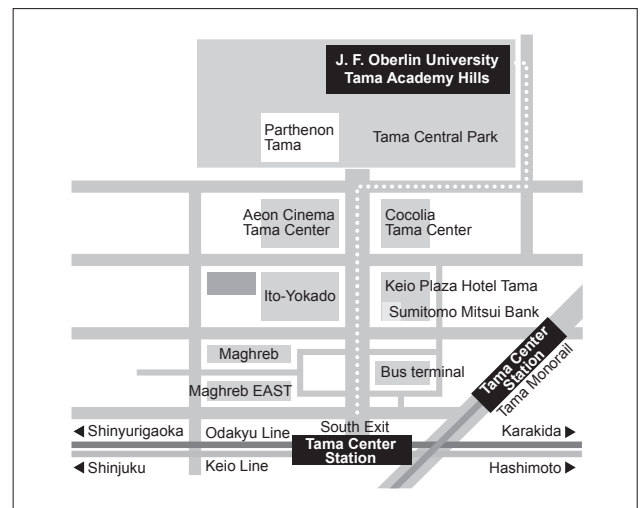 J. F. Oberlin University
Tama Academy Hills
Parthenon
Tama
Tama Central Park
Aeon Cinema
Tama Center
Cocolia
Tama Center
Ito-Yokado
Keio Plaza Hotel Tama
Sumitomo Mitsui Bank
Maghreb
Bus terminal
Maghreb EAST
Tama Center
Station
Tama Monorail
South Exit
◀ Shinyurigaoka
Odakyu Line
Tama Center
Station
Karakida ▶
◀ Shinjuku
Keio Line
Hashimoto ▶